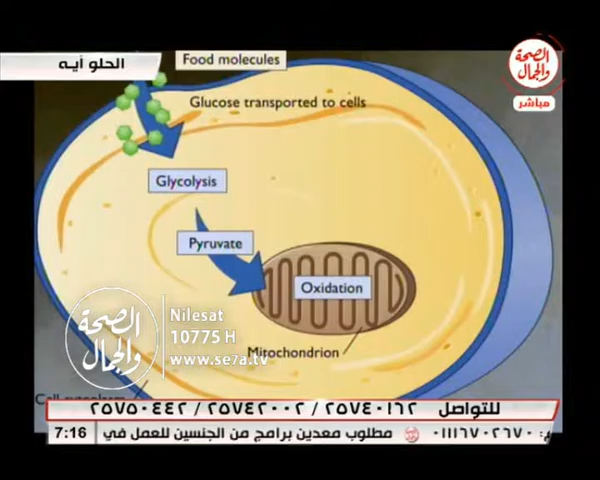 Food molecules
الحلو أيه
الصحة والجمال
مباشر
Glucose transported to cells
Glycolysis
Pyruvate
Oxidation
Mitochondrion
الصحة والجمال
Nilesat
10775 H
www.se7a.tv
Cell cytoplasm
للتواصل ٢٥٧٤٠١٦٢ / ٢٥٧٤٢٠٠٢ / ٢٥٧٥٠٤٤٢
٠١١١٦٧٠٢٦٧٠ مطلوب معدين برامج من الجنسين للعمل في
7:16